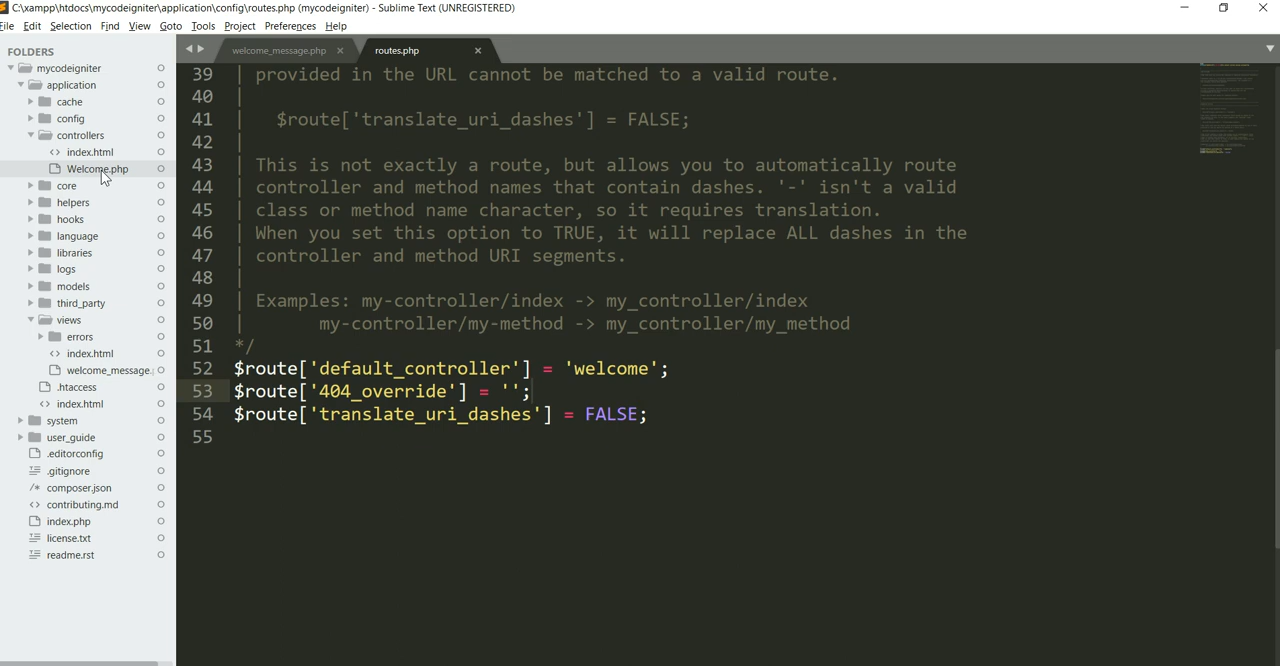 C:\xampp\htdocs\mycodeigniter\application\config\routes.php (mycodeigniter) - Sublime Text (UNREGISTERED)
File Edit Selection Find View Goto Tools Project Preferences Help
FOLDERS
mycodeigniter
application
cache
config
controllers
index.html
Welcome.php
core
helpers
hooks
language
libraries
logs
models
third_party
views
errors
index.html
welcome_message.
.htaccess
index.html
system
user_guide
.editorconfig
.gitignore
composer.json
contributing.md
index.php
license.txt
readme.rst
welcome_message.php routes.php
39 | provided in the URL cannot be matched to a valid route.
40 |
41 | $route['translate_uri_dashes'] = FALSE;
42 |
43 | This is not exactly a route, but allows you to automatically route
44 | controller and method names that contain dashes. '-' isn't a valid
45 | class or method name character, so it requires translation.
46 | When you set this option to TRUE, it will replace ALL dashes in the
47 | controller and method URI segments.
48 |
49 | Examples: my-controller/index -> my_controller/index
50 | my-controller/my-method -> my_controller/my_method
51 */
52 $route['default_controller'] = 'welcome';
53 $route['404_override'] = '';
54 $route['translate_uri_dashes'] = FALSE;
55